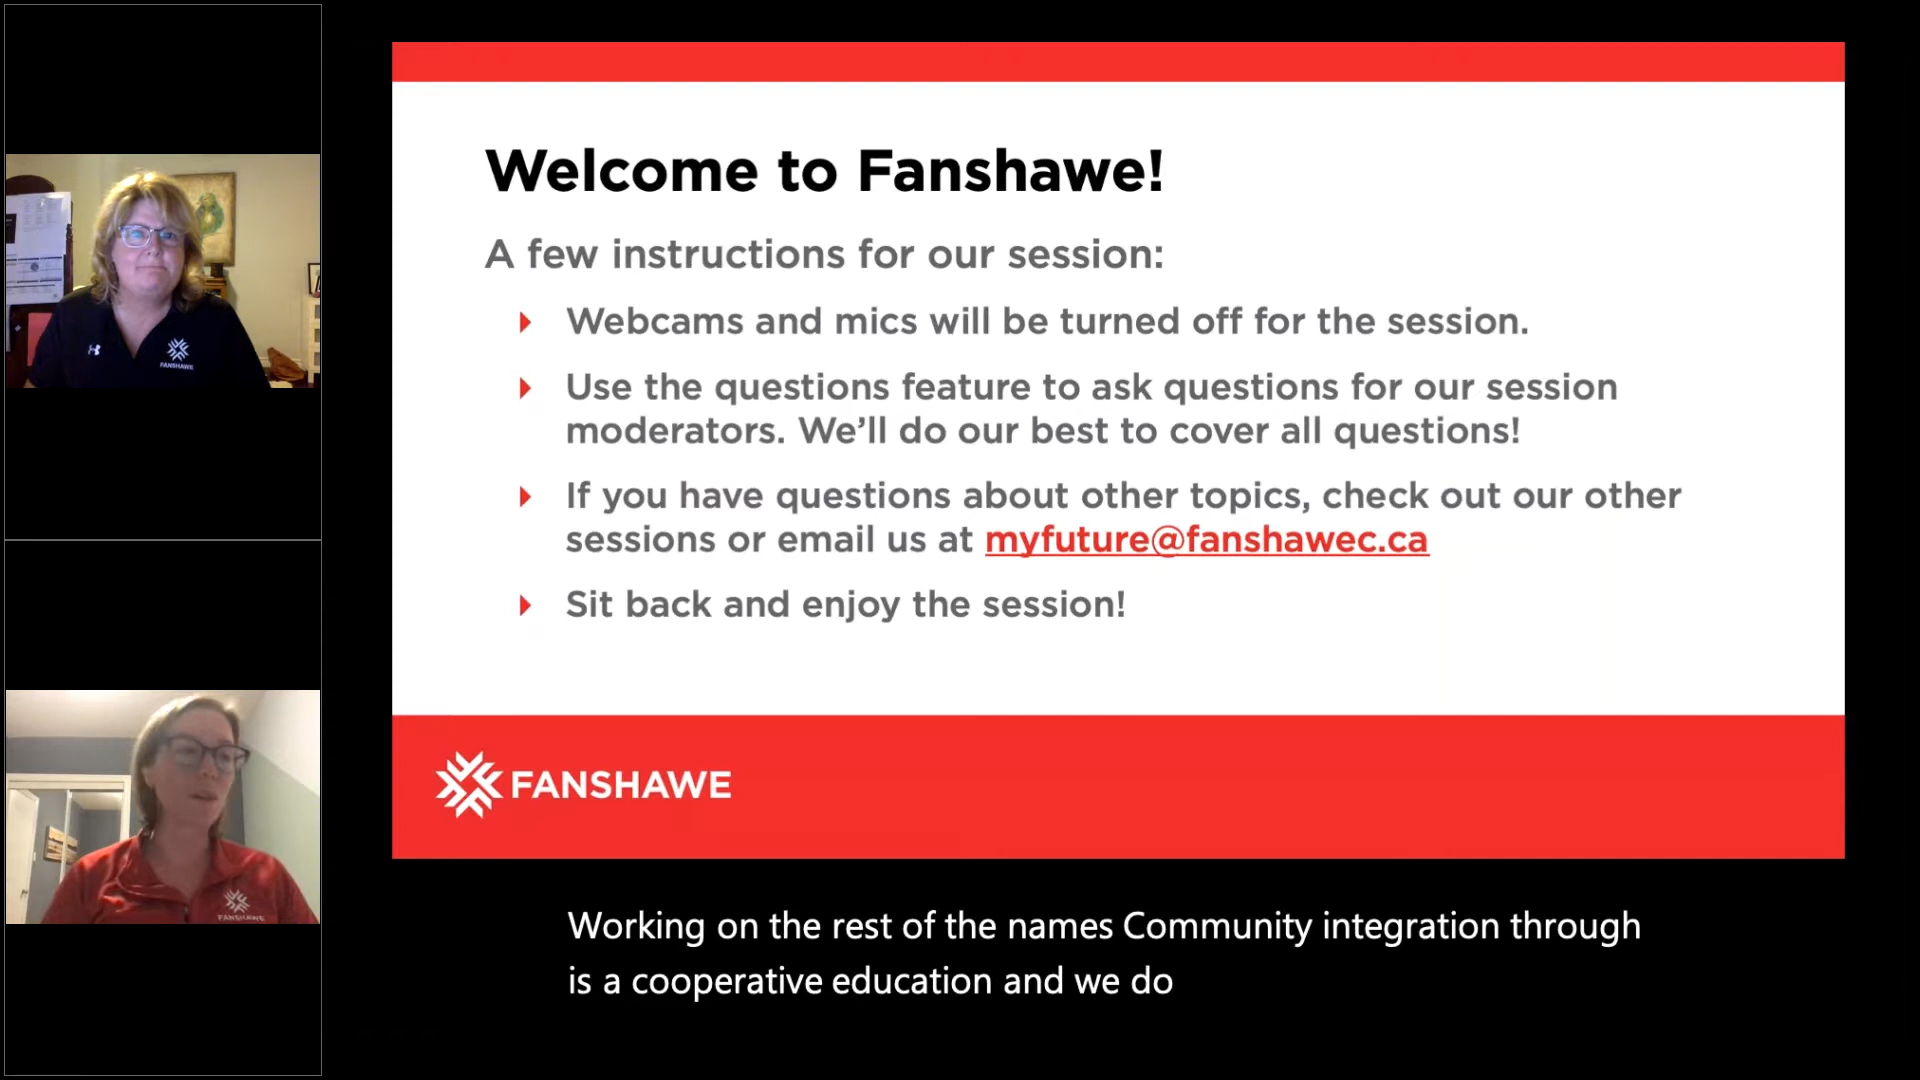 Welcome to Fanshawe!
A few instructions for our session:
Webcams and mics will be turned off for the session.
Use the questions feature to ask questions for our session
moderators. We'll do our best to cover all questions!
If you have questions about other topics, check out our other
sessions or email us at myfuture@fanshawec.ca
Sit back and enjoy the session!
FANSHAWE
Working on the rest of the names Community integration through
is a cooperative education and we do
FANSHAWE
FANSHAWE